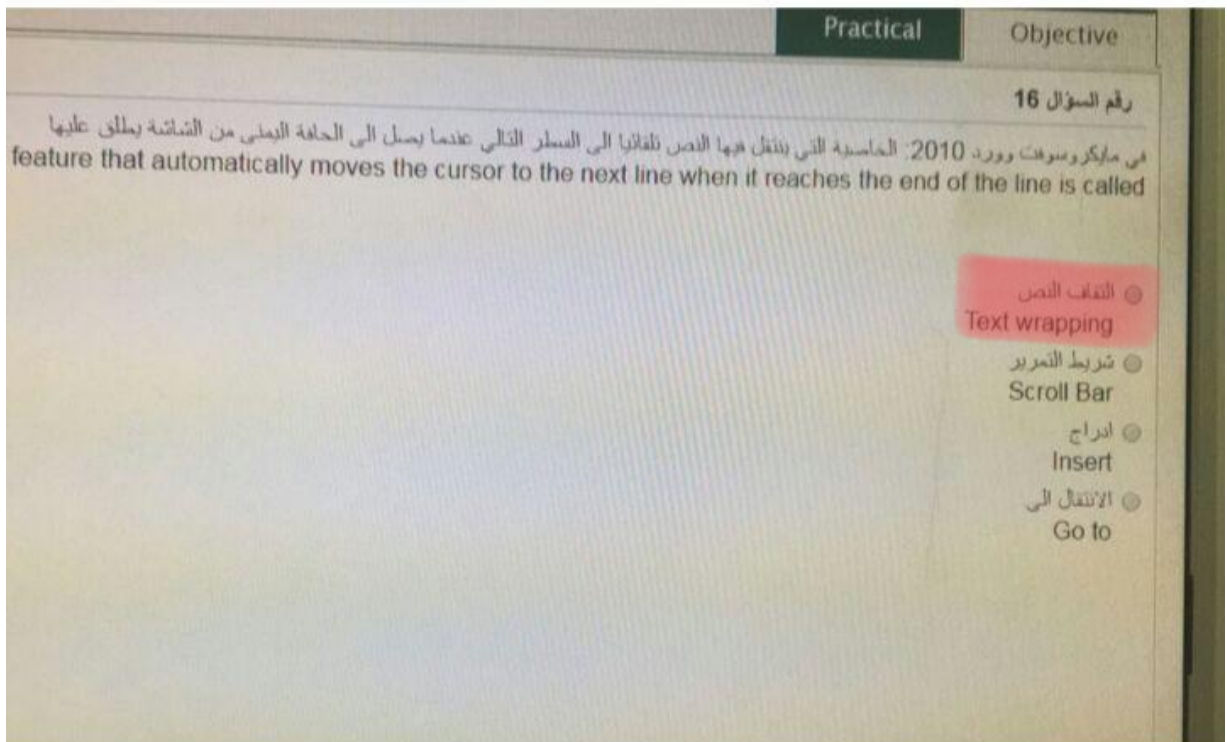 Practical
Objective
رقم السؤال 16
في مايكروسوفت وورد 2010: الخاصية التي ينتقل فيها النص تلقائيا الى السطر التالي عندما يصل الى الحافة اليمنى من الشاشة يطلق عليها
feature that automatically moves the cursor to the next line when it reaches the end of the line is called
التفاف النص
Text wrapping
شريط التمرير
Scroll Bar
ادراج
Insert
الانتقال الى
Go to